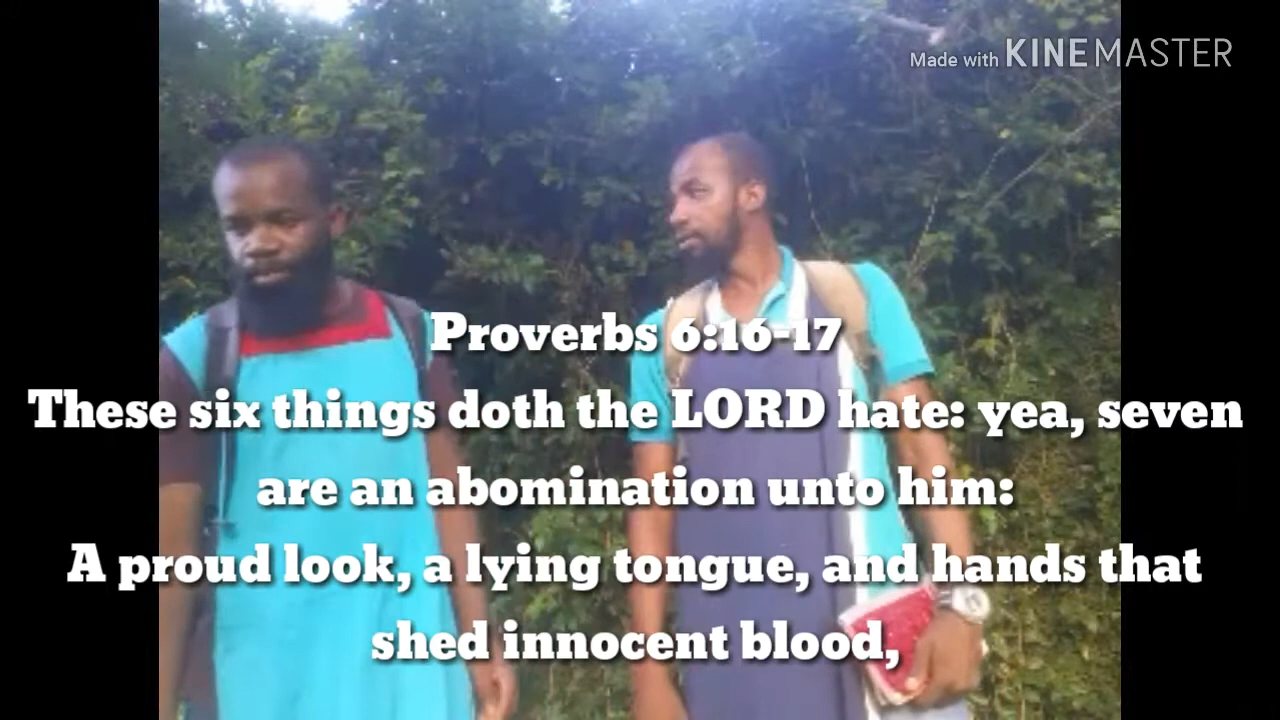 Made with KINEMASTER
Proverbs 6:16-17
These six things doth the LORD hate: yea, seven
are an abomination unto him:
A proud look, a lying tongue, and hands that
shed innocent blood,